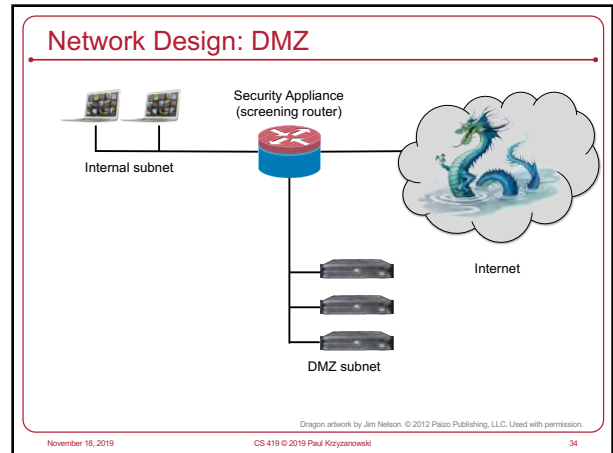 Network Design: DMZ
Security Appliance
(screening router)
Internal subnet
Internet
DMZ subnet
Dragon artwork by Jim Nelson. © 2012 Paizo Publishing, LLC. Used with permission.
November 18, 2019
CS 419 © 2019 Paul Krzyzanowski
34